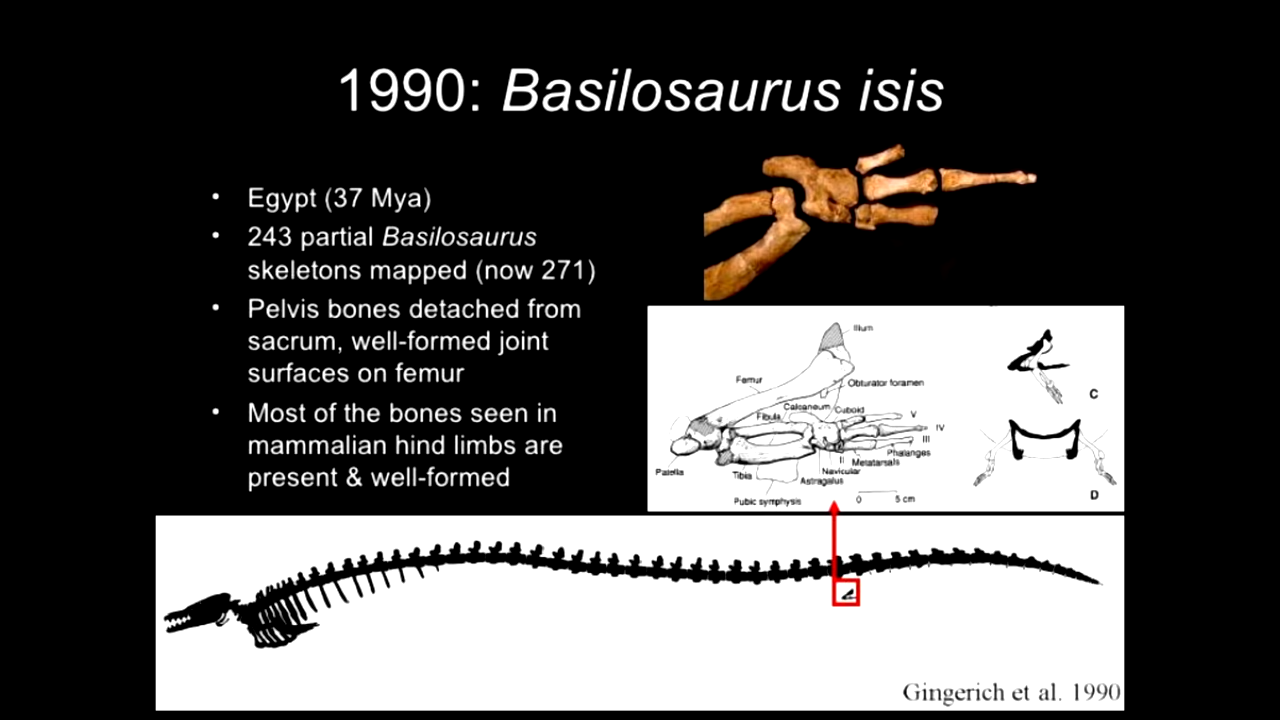 1990: Basilosaurus isis
• Egypt (37 Mya)
• 243 partial Basilosaurus
skeletons mapped (now 271)
• Pelvis bones detached from
sacrum, well-formed joint
surfaces on femur
• Most of the bones seen in
mammalian hind limbs are
present & well-formed
Ilium
Femur
Obturator foramen
Calcaneum Cuboid
Fibula
V
IV
III
Phalanges
II Metatarsals
Navicular
Patella
Tibia
Astragalus
Pubic symphysis
0 5 cm
C
D
Gingerich et al. 1990